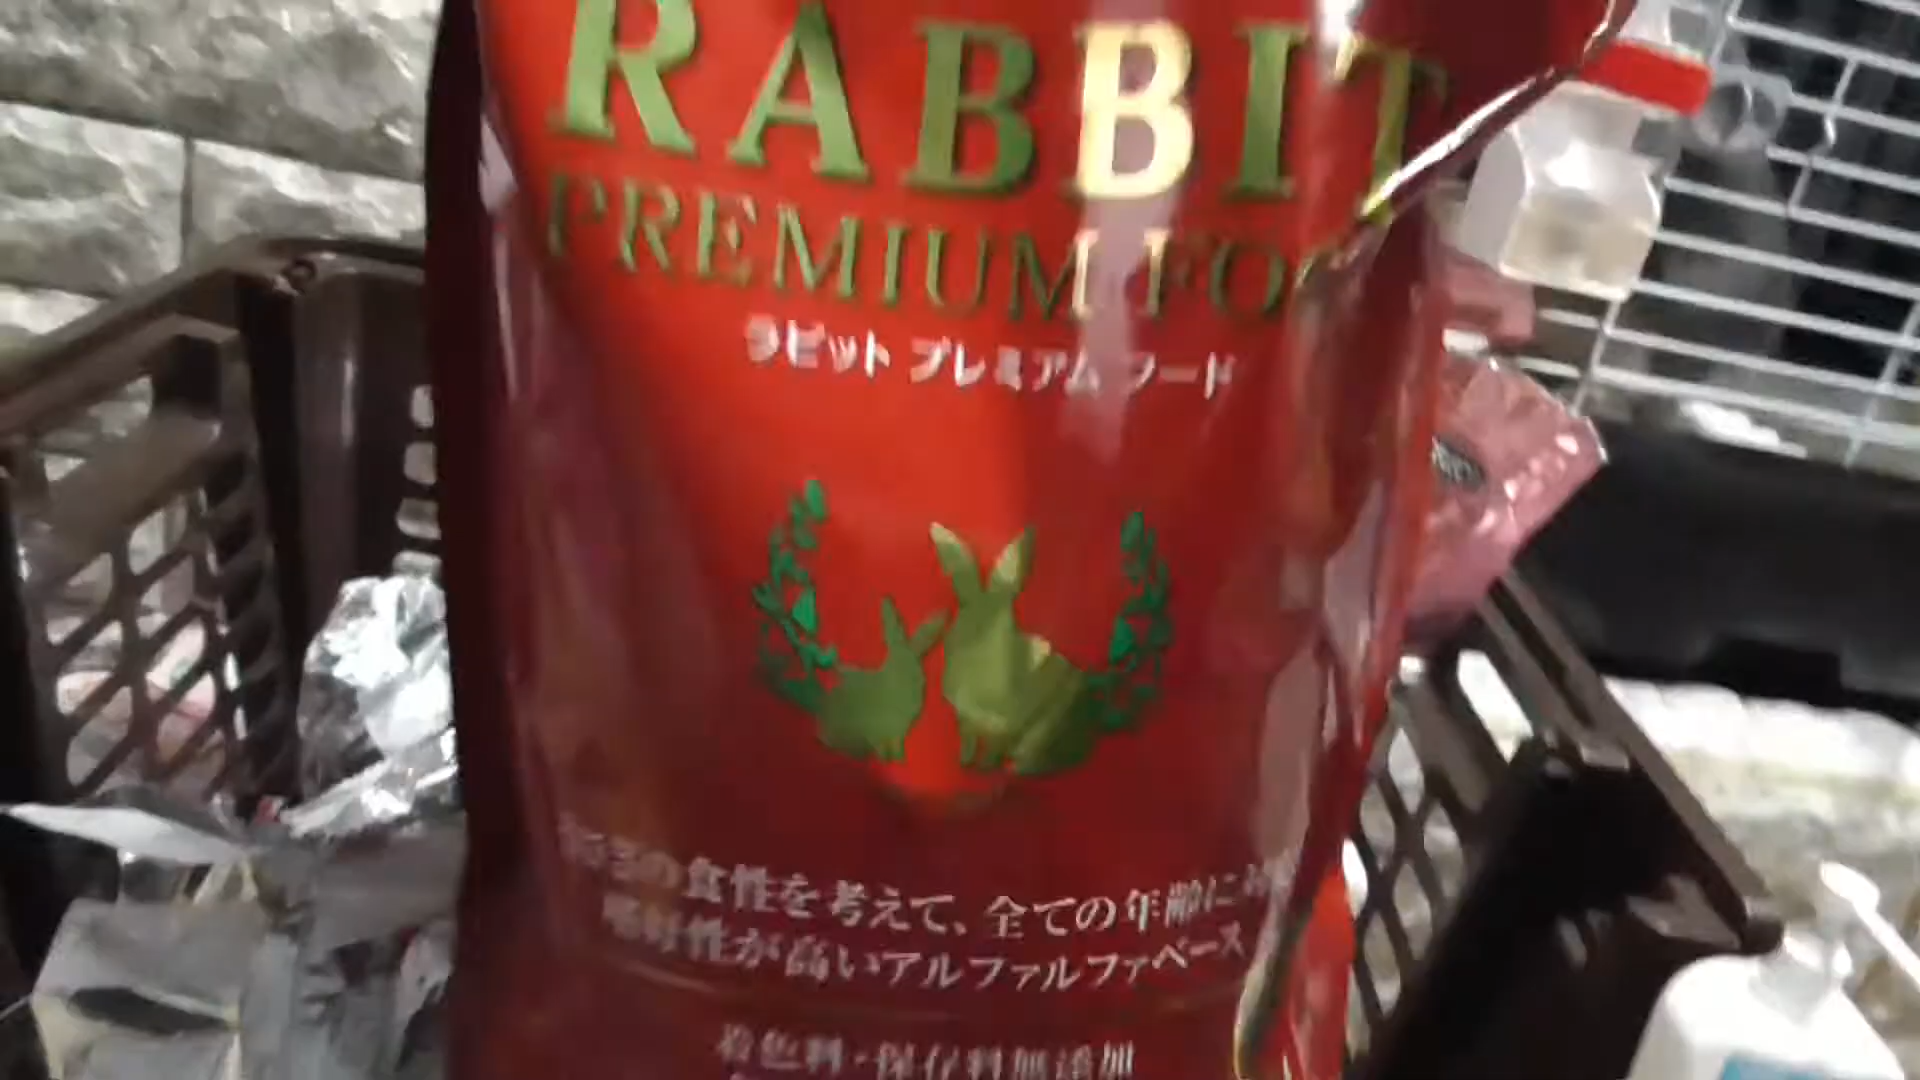 RABBIT
PREMIUM FO
ラビット プレミアム フード
の食性を考えて、全ての年齢に
嗜好性が高いアルファルファベース
着色料・保存料無添加